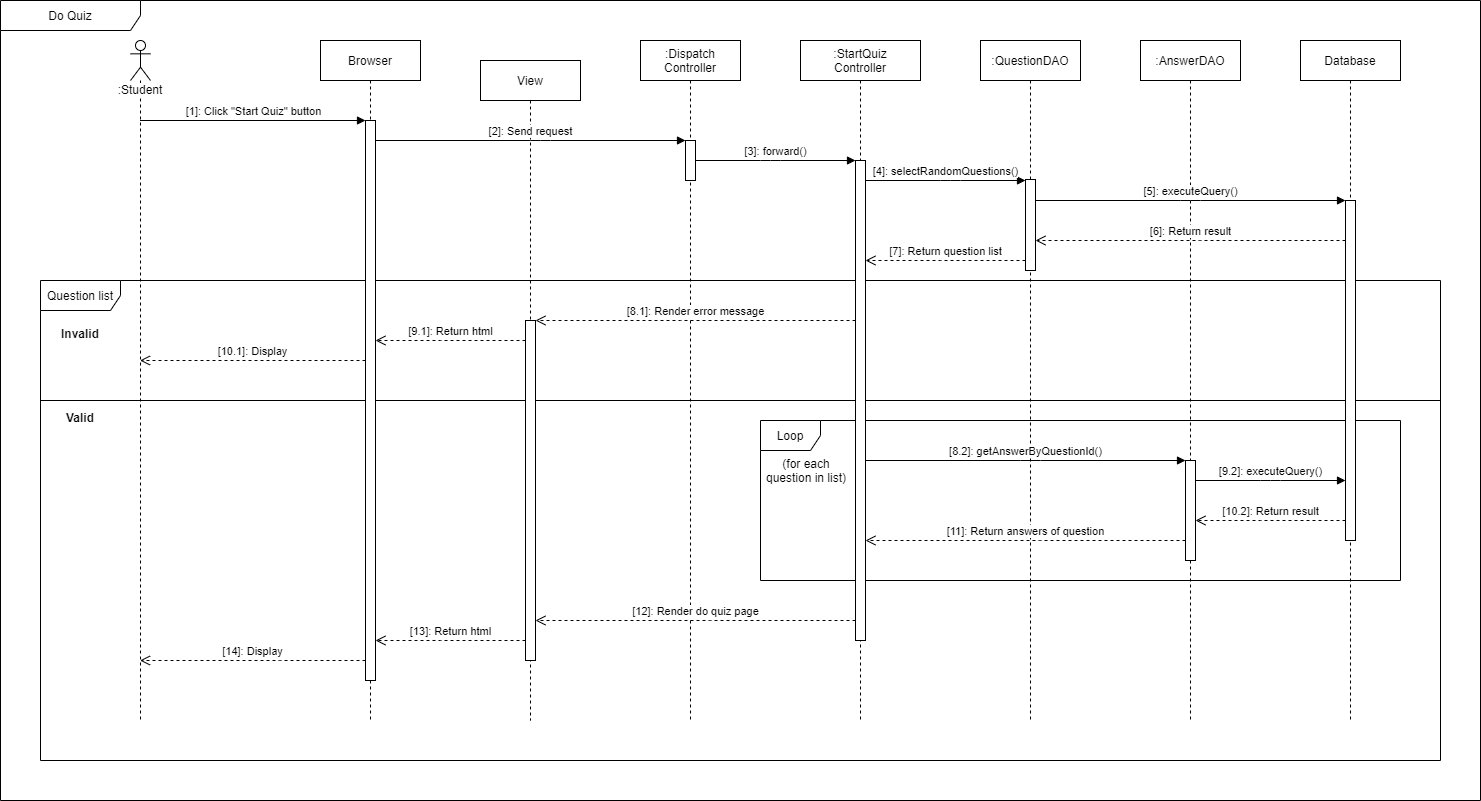 Do Quiz
:Student
Browser
View
:Dispatch
Controller
:StartQuiz
Controller
:QuestionDAO
:AnswerDAO
Database
[1]: Click "Start Quiz" button
[2]: Send request
[3]: forward()
[4]: selectRandomQuestions()
[5]: executeQuery()
[6]: Return result
[7]: Return question list
Question list
Invalid
[8.1]: Render error message
[9.1]: Return html
[10.1]: Display
Valid
Loop
(for each
question in list)
[8.2]: getAnswerByQuestionId()
[9.2]: executeQuery()
[10.2]: Return result
[11]: Return answers of question
[12]: Render do quiz page
[13]: Return html
[14]: Display